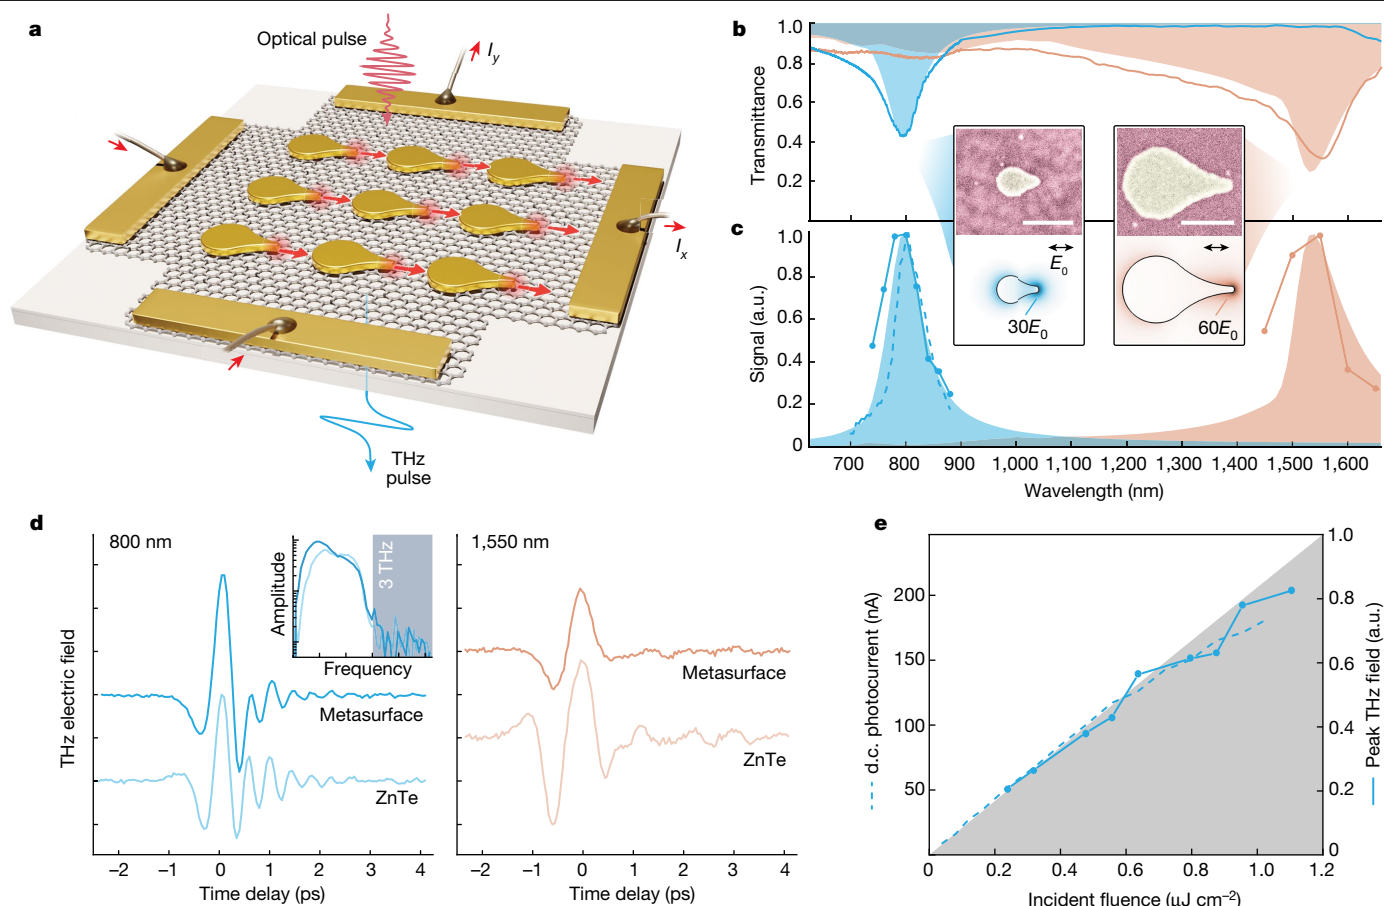 a
Optical pulse
I_y
I_x
THz
pulse
b
1.0
0.8
0.6
0.4
0.2
Transmittance
c
1.0
0.8
0.6
0.4
0.2
0
Signal (a.u.)
E₀
30E₀
60E₀
700 800 900 1,000 1,100 1,200 1,300 1,400 1,500 1,600
Wavelength (nm)
d
800 nm
THz electric field
Amplitude
3 THz
Frequency
Metasurface
ZnTe
–2 –1 0 1 2 3 4
Time delay (ps)
1,550 nm
Metasurface
ZnTe
–2 –1 0 1 2 3 4
Time delay (ps)
e
200
150
100
50
d.c. photocurrent (nA)
1.0
0.8
0.6
0.4
0.2
0
Peak THz field (a.u.)
0 0.2 0.4 0.6 0.8 1.0 1.2
Incident fluence (μJ cm⁻²)